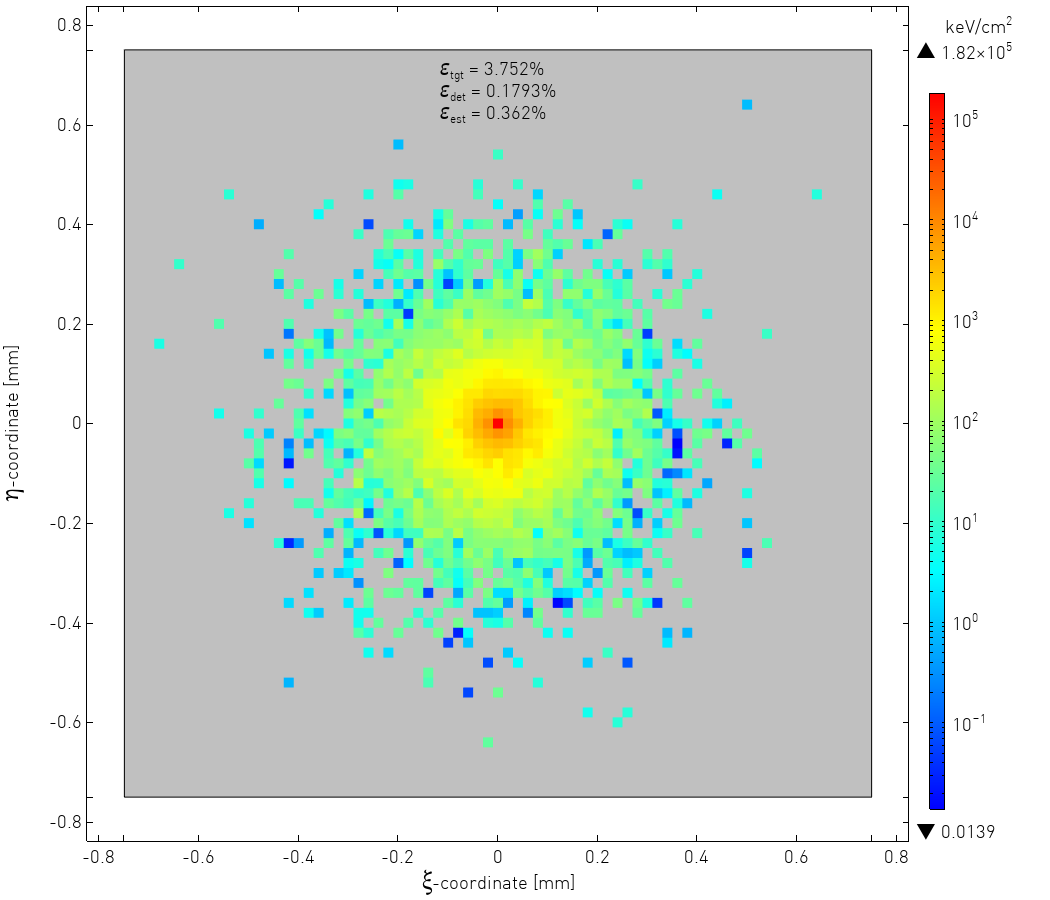 keV/cm²
▲ 1.82×10⁵
ε_tgt = 3.752%
ε_det = 0.1793%
ε_est = 0.362%
0.8
0.6
0.4
0.2
0
-0.2
-0.4
-0.6
-0.8
η-coordinate [mm]
-0.8 -0.6 -0.4 -0.2 0 0.2 0.4 0.6 0.8
ξ-coordinate [mm]
10⁵
10⁴
10³
10²
10¹
10⁰
10⁻¹
▼ 0.0139